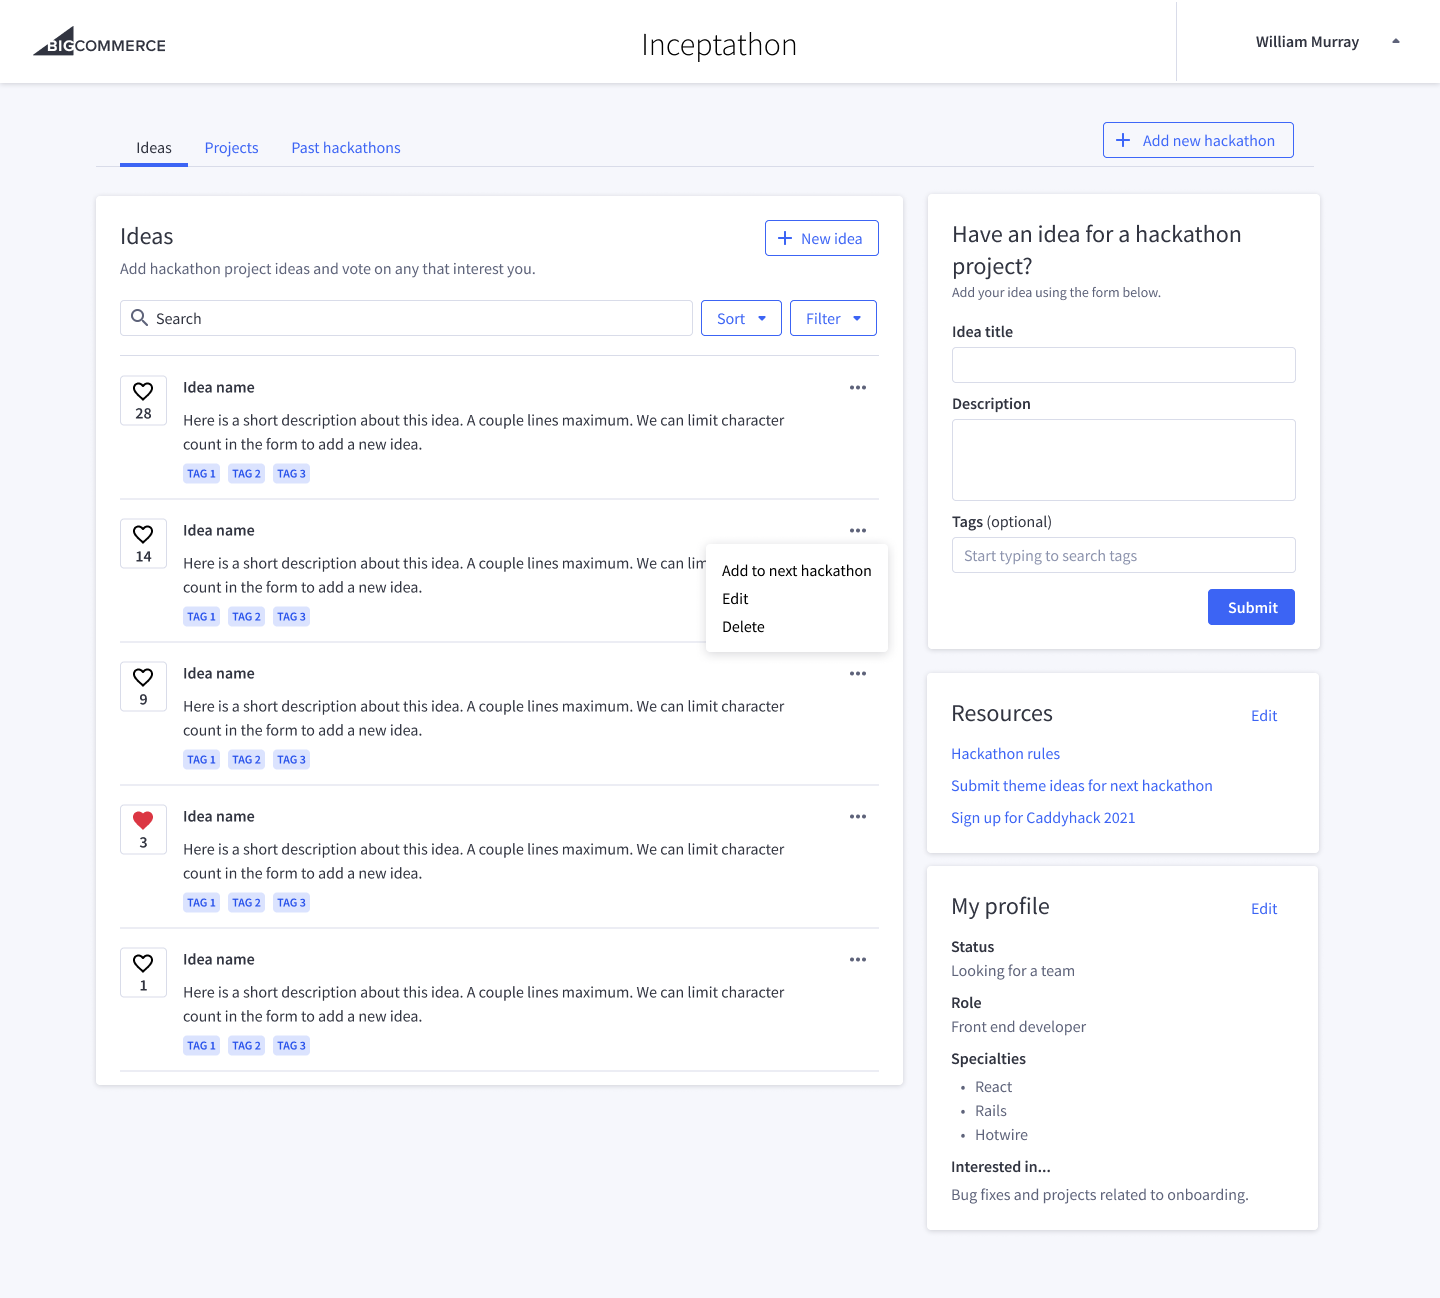 BIGCOMMERCE
Inceptathon
William Murray
Ideas
Projects
Past hackathons
Add new hackathon
Ideas
New idea
Add hackathon project ideas and vote on any that interest you.
Search
Sort
Filter
28
Idea name
Here is a short description about this idea. A couple lines maximum. We can limit character
count in the form to add a new idea.
TAG 1 TAG 2 TAG 3
14
Idea name
Here is a short description about this idea. A couple lines maximum. We can
count in the form to add a new idea.
TAG 1 TAG 2 TAG 3
Add to next hackathon
Edit
Delete
9
Idea name
Here is a short description about this idea. A couple lines maximum. We can limit character
count in the form to add a new idea.
TAG 1 TAG 2 TAG 3
3
Idea name
Here is a short description about this idea. A couple lines maximum. We can limit character
count in the form to add a new idea.
TAG 1 TAG 2 TAG 3
1
Idea name
Here is a short description about this idea. A couple lines maximum. We can limit character
count in the form to add a new idea.
TAG 1 TAG 2 TAG 3
Have an idea for a hackathon
project?
Add your idea using the form below.
Idea title
Description
Tags (optional)
Start typing to search tags
Submit
Resources
Edit
Hackathon rules
Submit theme ideas for next hackathon
Sign up for Caddyhack 2021
My profile
Edit
Status
Looking for a team
Role
Front end developer
Specialties
• React
• Rails
• Hotwire
Interested in...
Bug fixes and projects related to onboarding.